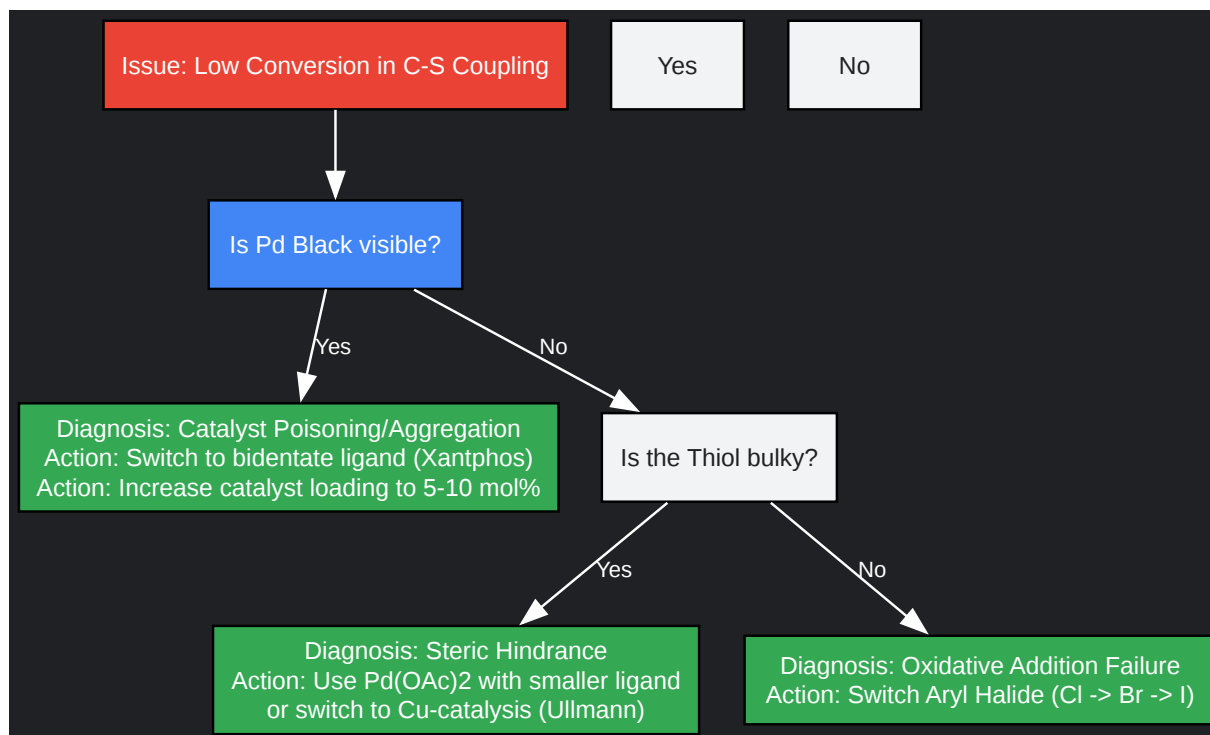 Issue: Low Conversion in C-S Coupling
Yes
No
Is Pd Black visible?
Yes
No
Diagnosis: Catalyst Poisoning/Aggregation
Action: Switch to bidentate ligand (Xantphos)
Action: Increase catalyst loading to 5-10 mol%
Is the Thiol bulky?
Yes
No
Diagnosis: Steric Hindrance
Action: Use Pd(OAc)2 with smaller ligand
or switch to Cu-catalysis (Ullmann)
Diagnosis: Oxidative Addition Failure
Action: Switch Aryl Halide (Cl -> Br -> I)